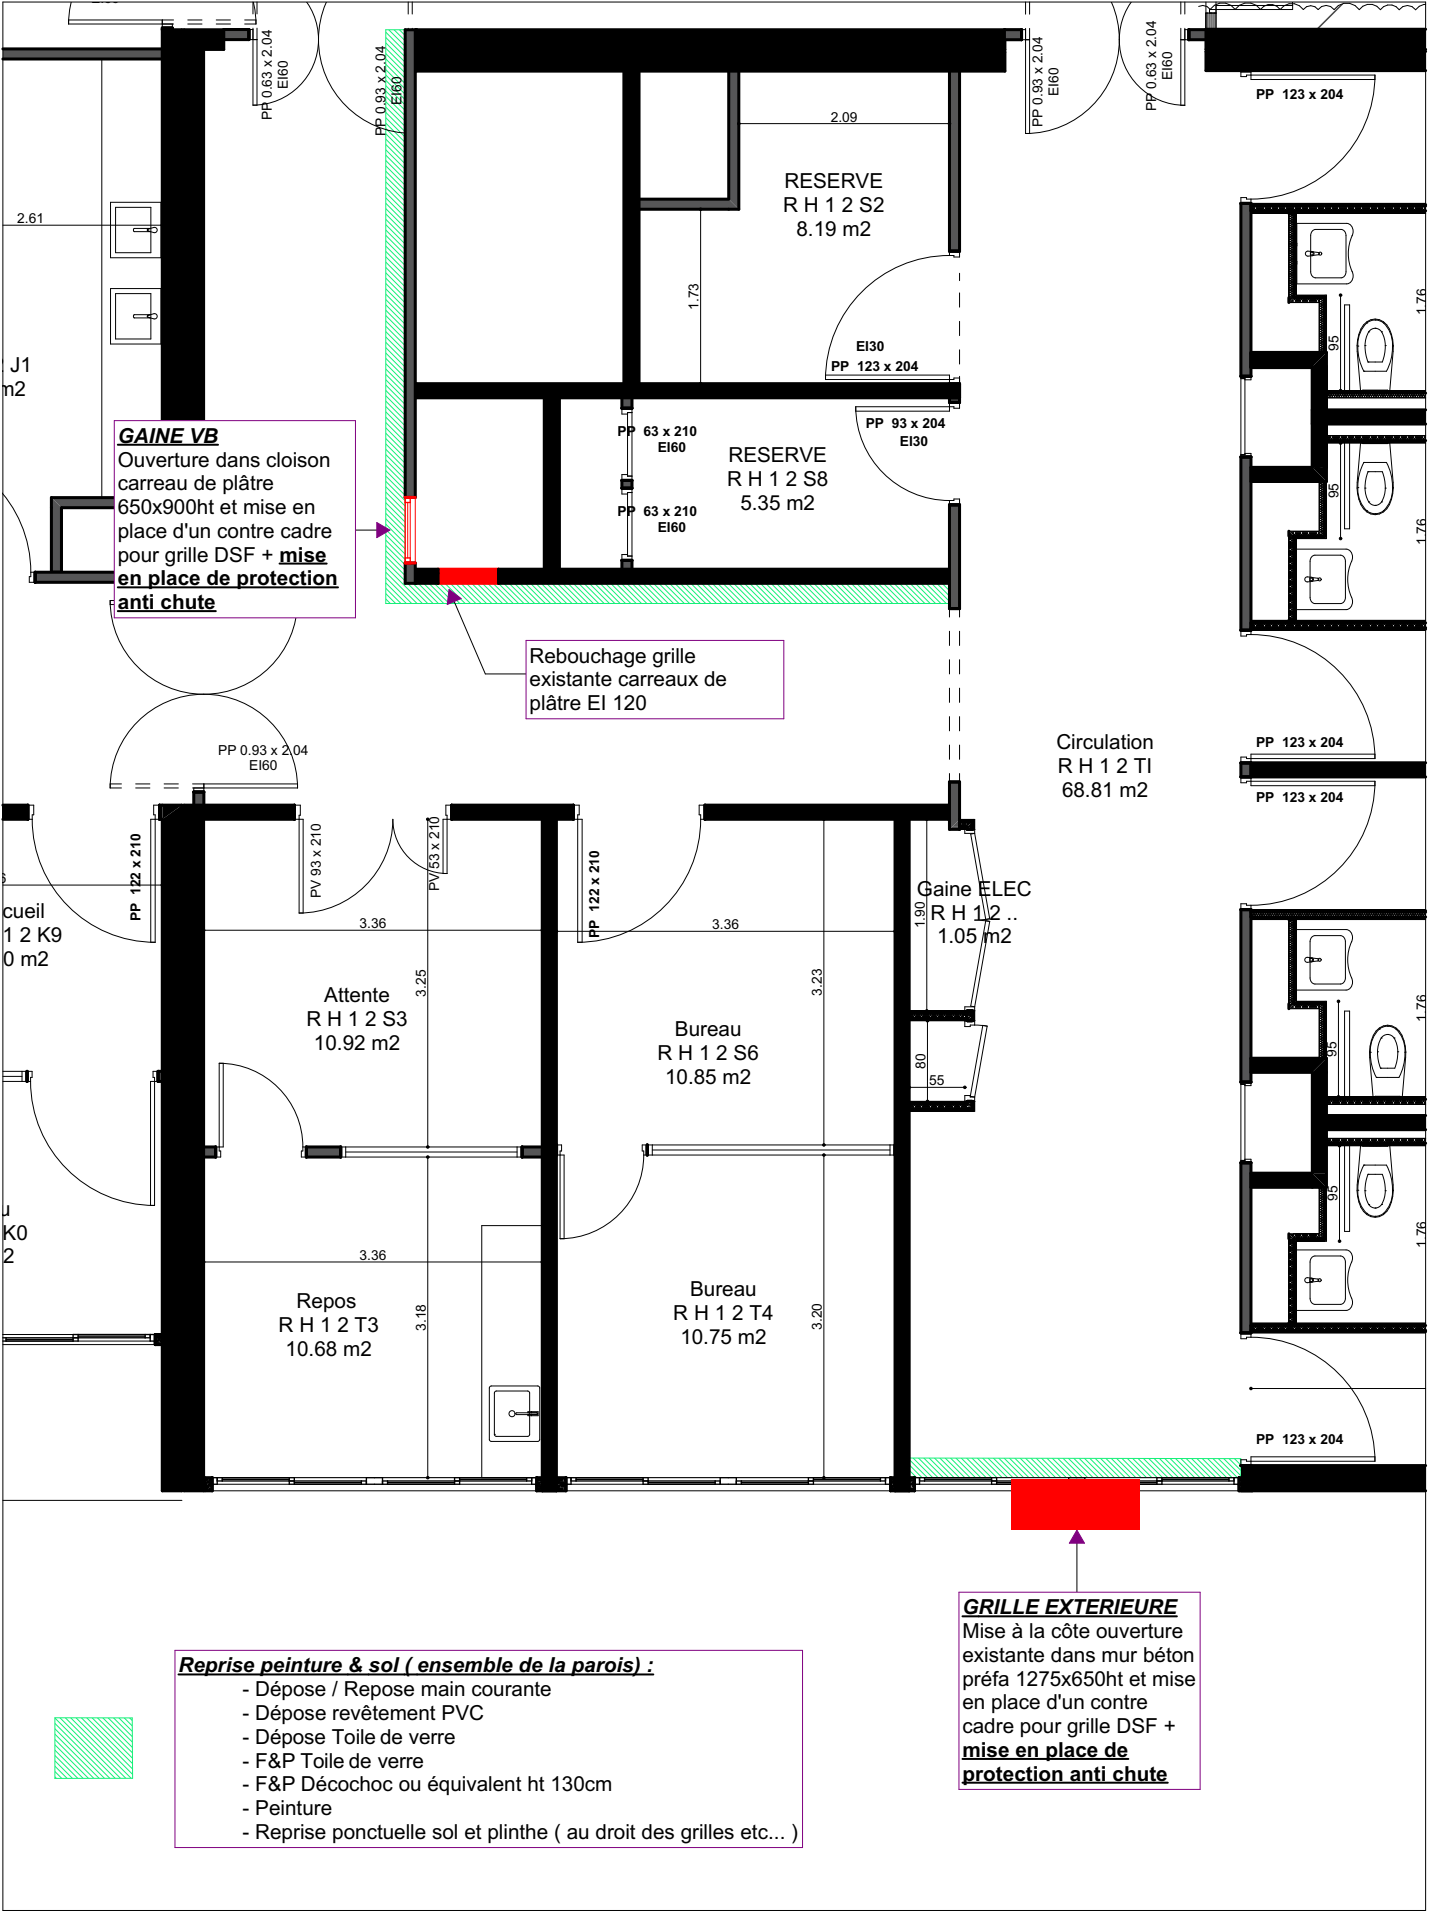 PP 0.63 x 2.04
EI60
PP 0.93 x 2.04
EI60
PP 0.93 x 2.04
EI60
PP 0.63 x 2.04
EI60
PP 123 x 204
2.09
RESERVE
R H 1 2 S2
8.19 m2
2.61
1.73
1.76
95
EI30
PP 123 x 204
J1
m2
GAINE VB
Ouverture dans cloison
carreau de plâtre
650x900ht et mise en
place d'un contre cadre
pour grille DSF + mise
en place de protection
anti chute
PP 63 x 210
EI60
PP 93 x 204
EI30
RESERVE
R H 1 2 S8
5.35 m2
PP 63 x 210
EI60
95
1.76
Rebouchage grille
existante carreaux de
plâtre EI 120
PP 0.93 x 2.04
EI60
Circulation
R H 1 2 TI
68.81 m2
PP 123 x 204
PP 123 x 204
PP 122 x 210
PV 93 x 210
PV 53 x 210
PP 122 x 210
cueil
1 2 K9
0 m2
3.36
3.36
Gaine ELEC
R H 1 2 ..
1.05 m2
1.90
3.25
3.23
Attente
R H 1 2 S3
10.92 m2
Bureau
R H 1 2 S6
10.85 m2
80
55
95
1.76
K0
2
3.36
3.18
Repos
R H 1 2 T3
10.68 m2
Bureau
R H 1 2 T4
10.75 m2
3.20
95
1.76
PP 123 x 204
GRILLE EXTERIEURE
Mise à la côte ouverture
existante dans mur béton
préfa 1275x650ht et mise
en place d'un contre
cadre pour grille DSF +
mise en place de
protection anti chute
Reprise peinture & sol ( ensemble de la parois) :
- Dépose / Repose main courante
- Dépose revêtement PVC
- Dépose Toile de verre
- F&P Toile de verre
- F&P Décochoc ou équivalent ht 130cm
- Peinture
- Reprise ponctuelle sol et plinthe ( au droit des grilles etc... )